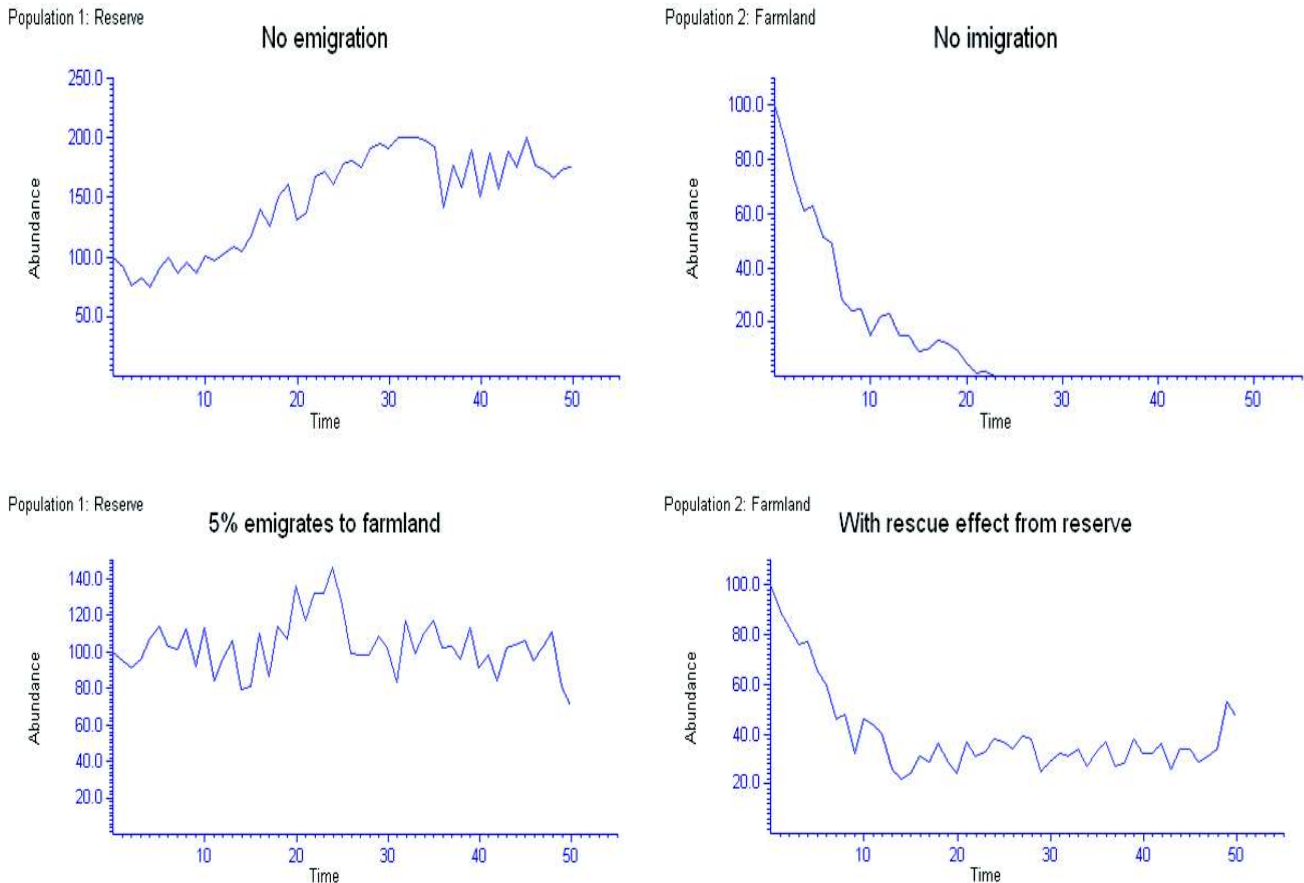 Population 1: Reserve
No emigration
250.0
200.0
150.0
100.0
50.0
Abundance
10 20 30 40 50
Time
Population 2: Farmland
No imigration
100.0
80.0
60.0
40.0
20.0
Abundance
10 20 30 40 50
Time
Population 1: Reserve
5% emigrates to farmland
140.0
120.0
100.0
80.0
60.0
40.0
20.0
Abundance
10 20 30 40 50
Time
Population 2: Farmland
With rescue effect from reserve
100.0
80.0
60.0
40.0
20.0
Abundance
10 20 30 40 50
Time